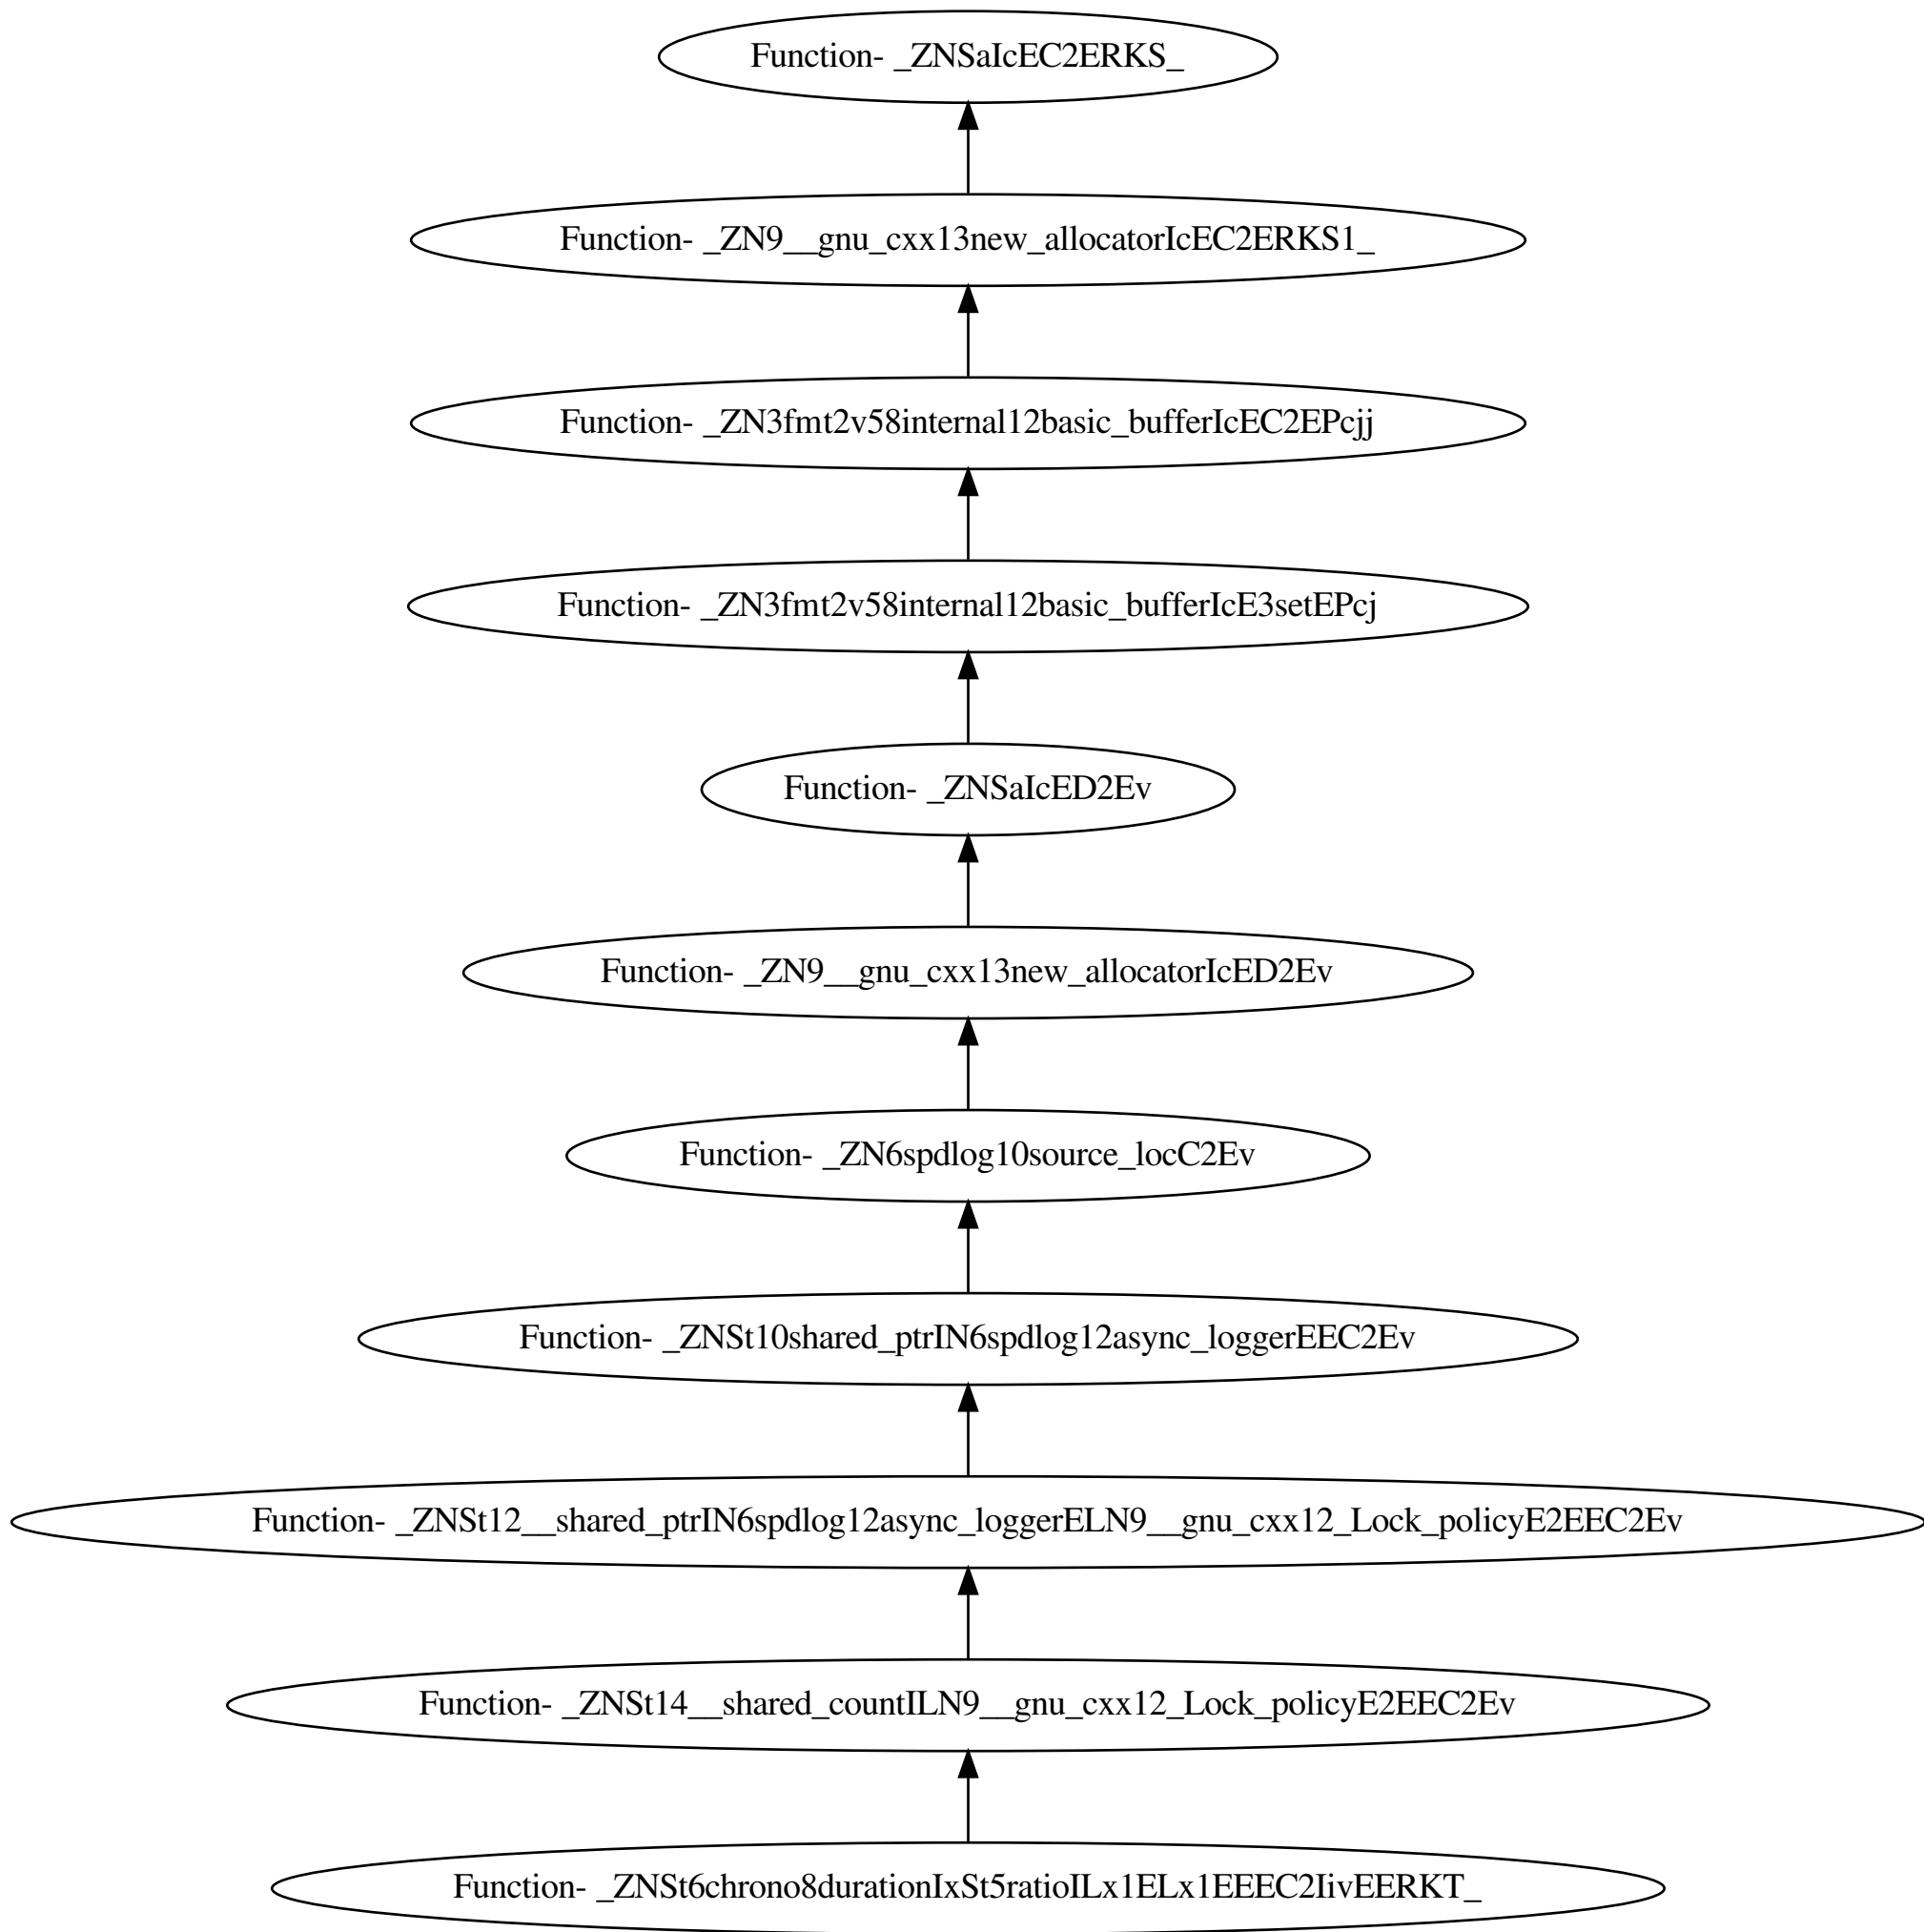 Function- _ZNSaIcEC2ERKS_
Function- _ZN9__gnu_cxx13new_allocatorIcEC2ERKS1_
Function- _ZN3fmt2v58internal12basic_bufferIcEC2EPcjj
Function- _ZN3fmt2v58internal12basic_bufferIcE3setEPcj
Function- _ZNSaIcED2Ev
Function- _ZN9__gnu_cxx13new_allocatorIcED2Ev
Function- _ZN6spdlog10source_locC2Ev
Function- _ZNSt10shared_ptrIN6spdlog12async_loggerEEC2Ev
Function- _ZNSt12__shared_ptrIN6spdlog12async_loggerELN9__gnu_cxx12_Lock_policyE2EEC2Ev
Function- _ZNSt14__shared_countILN9__gnu_cxx12_Lock_policyE2EEC2Ev
Function- _ZNSt6chrono8durationIxSt5ratioILx1ELx1EEEC2IivEERKT_